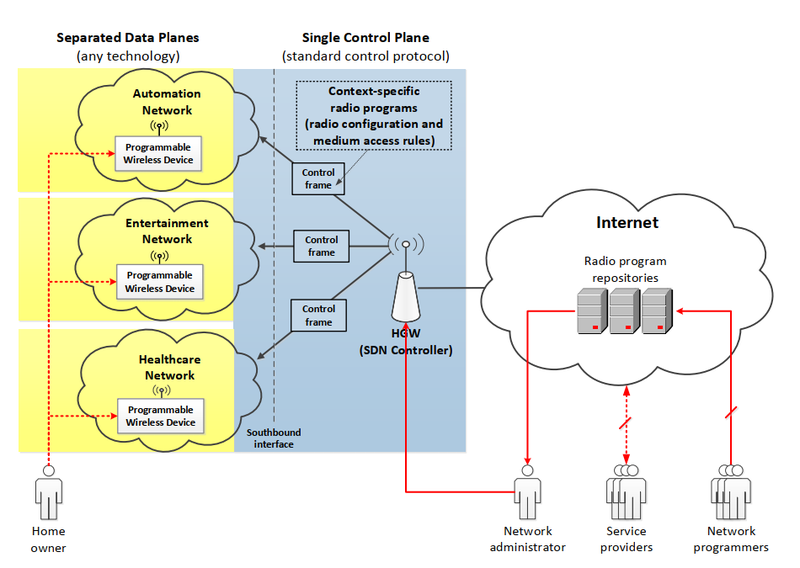 Separated Data Planes
(any technology)
Single Control Plane
(standard control protocol)
Automation
Network
Programmable
Wireless Device
Context-specific
radio programs
(radio configuration and
medium access rules)
Control
frame
Entertainment
Network
Programmable
Wireless Device
Control
frame
Control
frame
HGW
(SDN Controller)
Internet
Radio program
repositories
Healthcare
Network
Programmable
Wireless Device
Southbound
interface
Home
owner
Network
administrator
Service
providers
Network
programmers